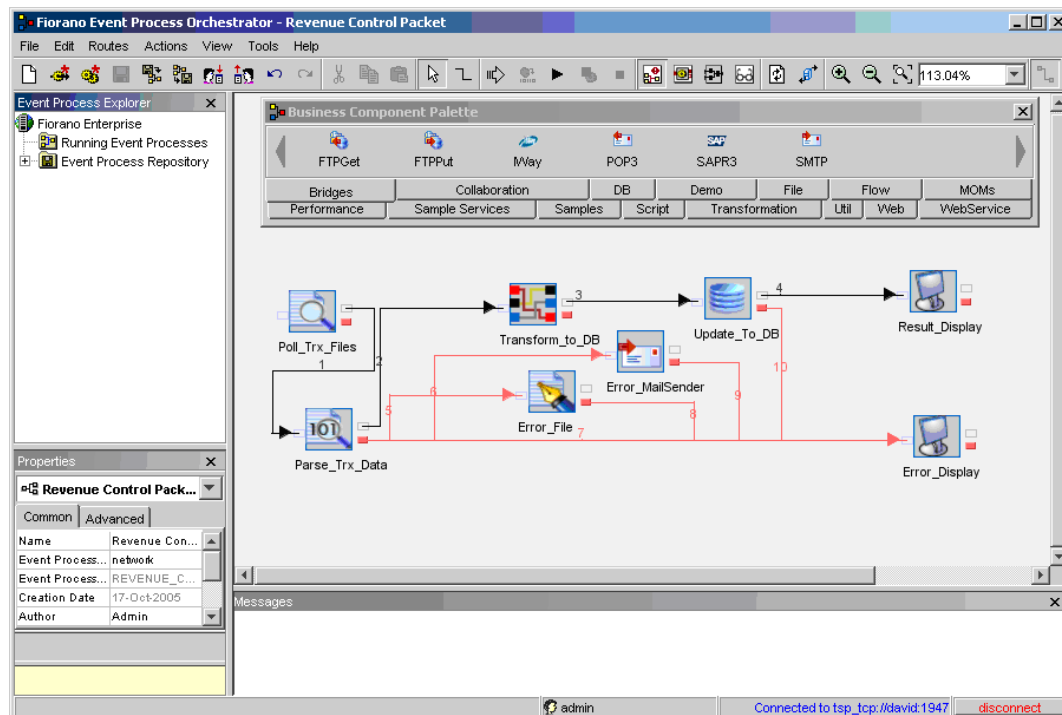 Fiorano Event Process Orchestrator - Revenue Control Packet
File Edit Routes Actions View Tools Help
113.04%
Event Process Explorer
Fiorano Enterprise
Running Event Processes
Event Process Repository
Business Component Palette
FTPGet FTPPut IWay POP3 SAPR3 SMTP
SAP
Bridges Collaboration DB Demo File Flow MOMs
Performance Sample Services Samples Script Transformation Util Web WebService
Poll_Trx_Files
Transform_to_DB
Update_To_DB
Result_Display
Error_MailSender
Error_File
101
Parse_Trx_Data
Error_Display
1
2
3
4
5
6
7
8
9
10
Properties
Revenue Control Pack...
Common Advanced
Name Revenue Con...
Event Process... network
Event Process... REVENUE_C...
Creation Date 17-Oct-2005
Author Admin
Messages
admin Connected to tsp_tcp://david:1947 disconnect